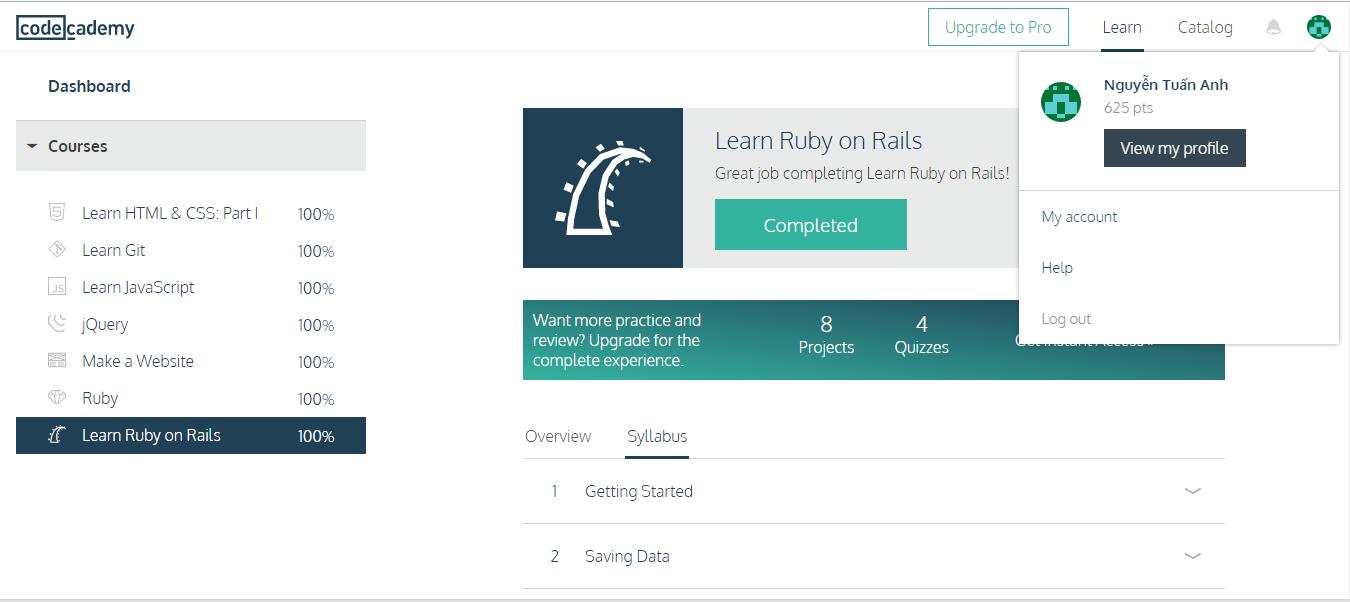 codecademy
Upgrade to Pro
Learn
Catalog
Dashboard
Courses
Learn HTML & CSS: Part I 100%
Learn Git 100%
JS Learn JavaScript 100%
jQuery 100%
Make a Website 100%
Ruby 100%
Learn Ruby on Rails 100%
Learn Ruby on Rails
Great job completing Learn Ruby on Rails!
Completed
Nguyễn Tuấn Anh
625 pts
View my profile
My account
Help
Log out
Want more practice and
review? Upgrade for the
complete experience.
8
Projects
4
Quizzes
Get Instant Access
Overview
Syllabus
1 Getting Started
2 Saving Data